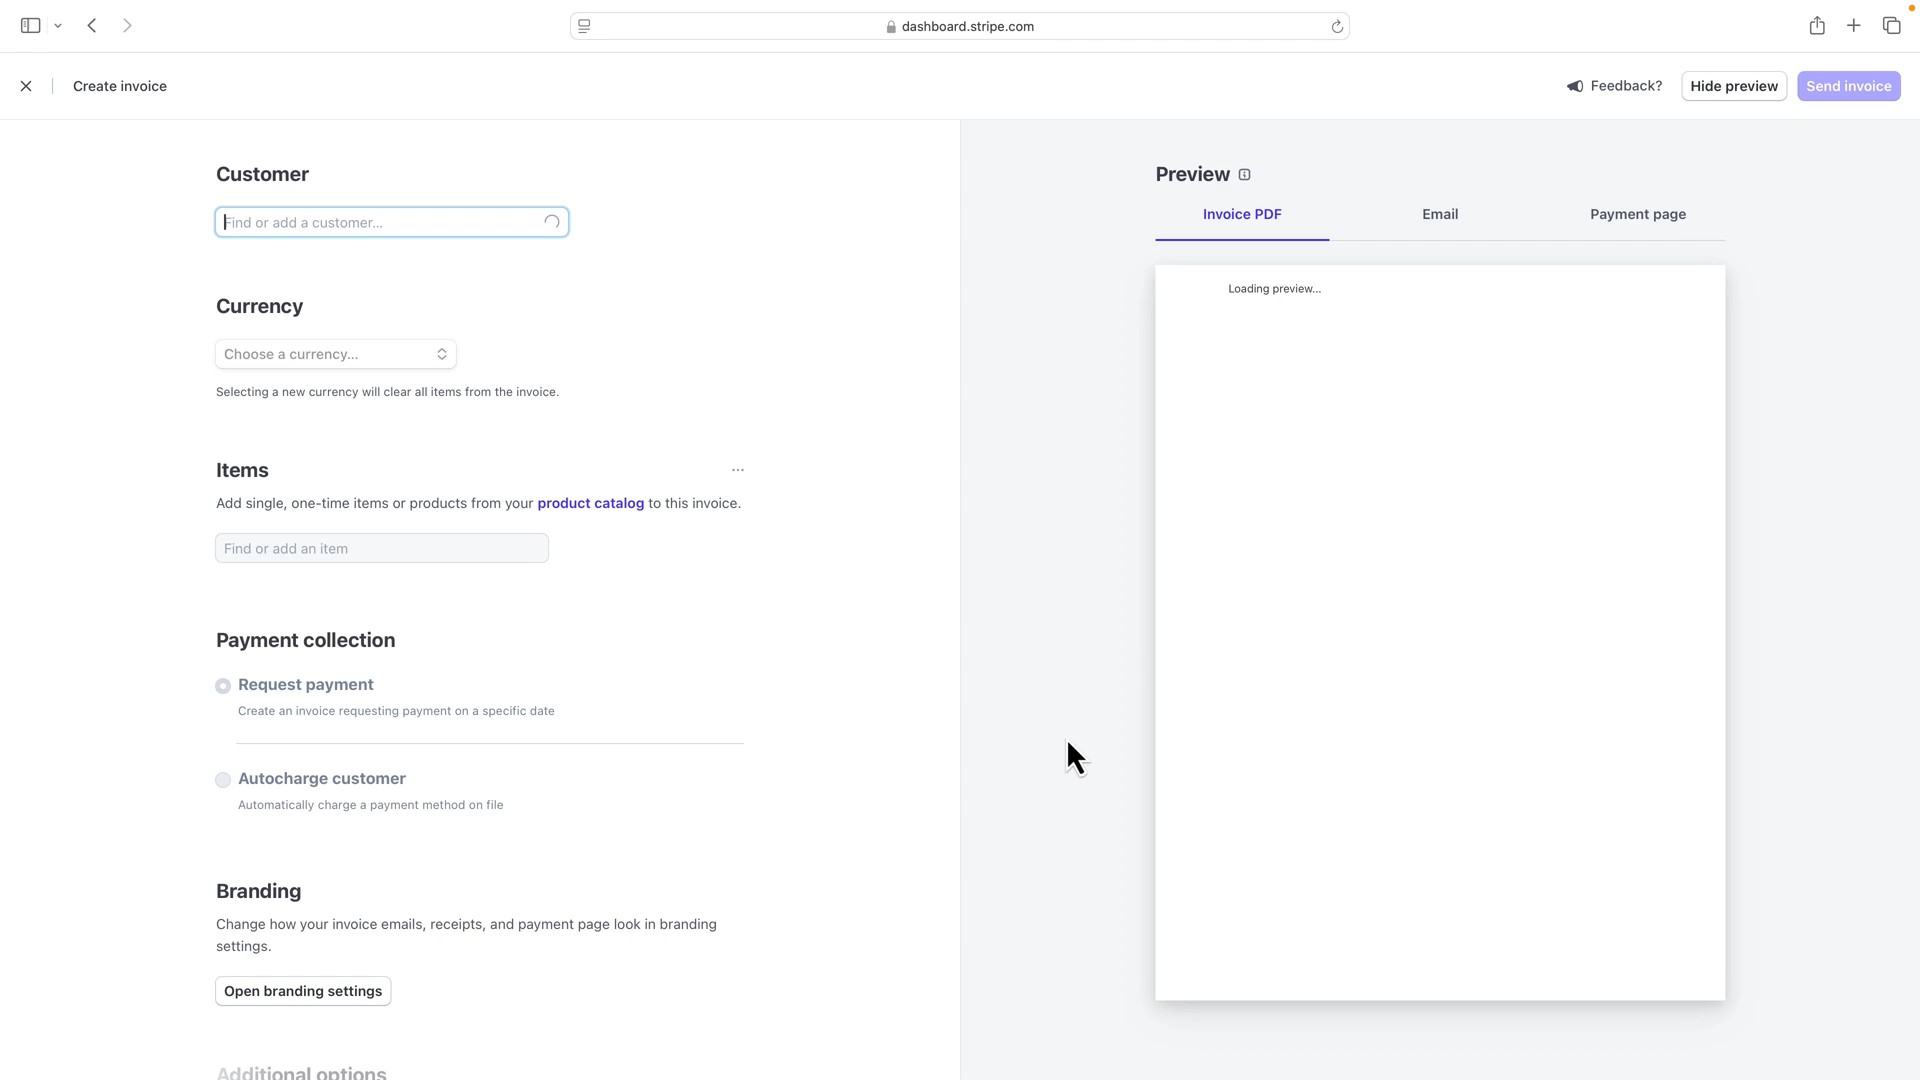 dashboard.stripe.com
Create invoice
Feedback?
Hide preview
Send invoice
Customer
Find or add a customer...
Currency
Choose a currency...
Selecting a new currency will clear all items from the invoice.
Items
Add single, one-time items or products from your product catalog to this invoice.
Find or add an item
Payment collection
Request payment
Create an invoice requesting payment on a specific date
Autocharge customer
Automatically charge a payment method on file
Branding
Change how your invoice emails, receipts, and payment page look in branding
settings.
Open branding settings
Additional options
Preview
Invoice PDF
Email
Payment page
Loading preview...